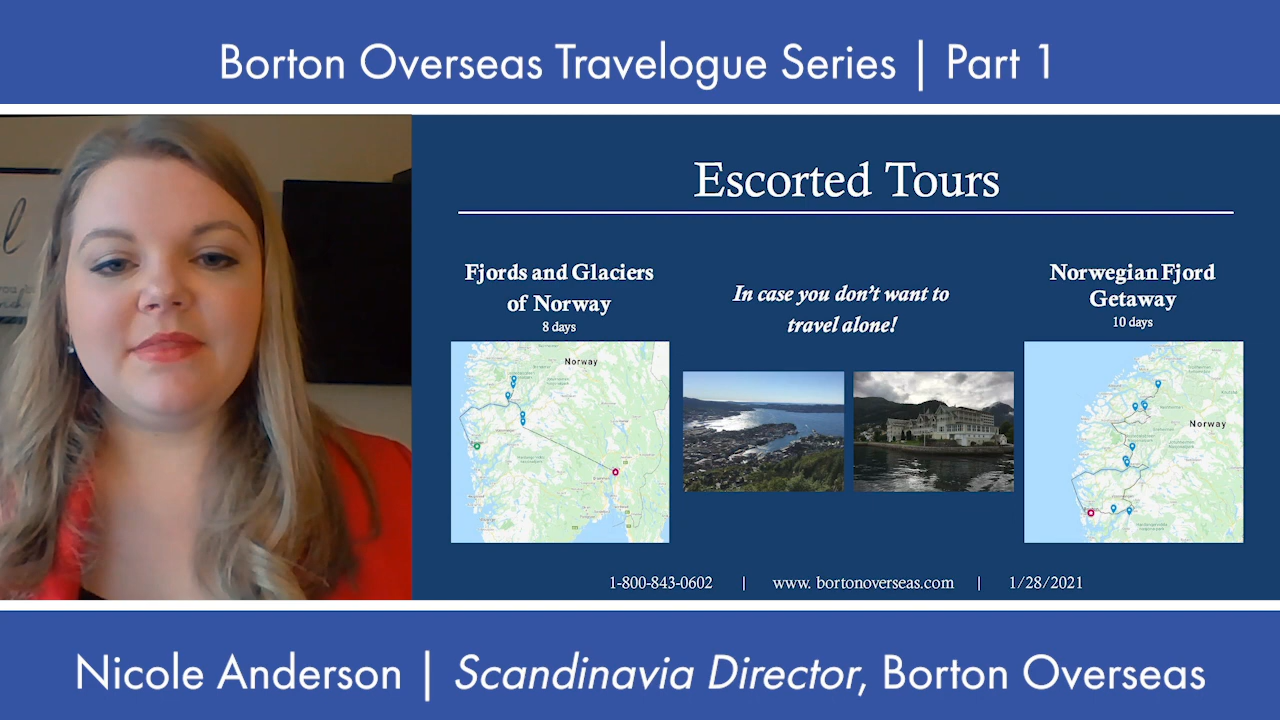 Borton Overseas Travelogue Series | Part 1
Escorted Tours
Fjords and Glaciers
of Norway
8 days
In case you don't want to
travel alone!
Norwegian Fjord
Getaway
10 days
Norway
Norway
1-800-843-0602 | www. bortonoverseas.com | 1/28/2021
Nicole Anderson | Scandinavia Director, Borton Overseas